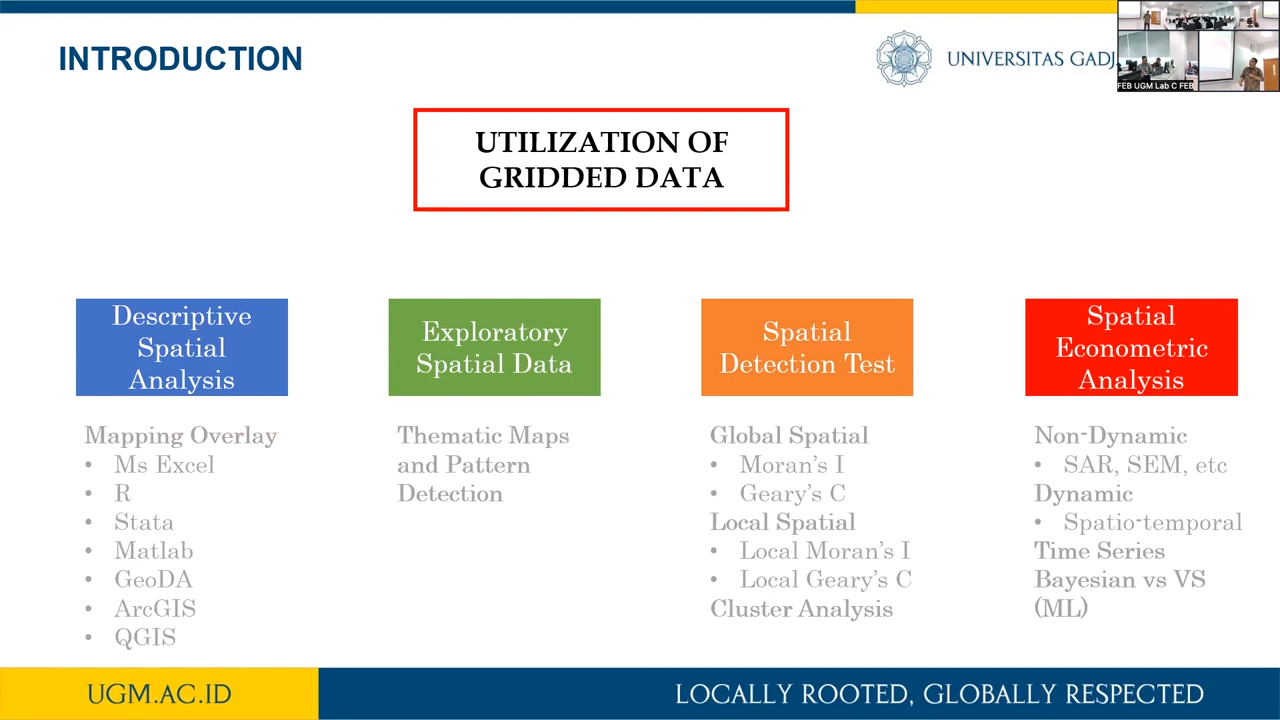 INTRODUCTION
UNIVERSITAS GADJ
FEB UGM Lab C FEB
UTILIZATION OF
GRIDDED DATA
Descriptive
Spatial
Analysis
Mapping Overlay
• Ms Excel
• R
• Stata
• Matlab
• GeoDA
• ArcGIS
• QGIS
Exploratory
Spatial Data
Thematic Maps
and Pattern
Detection
Spatial
Detection Test
Global Spatial
• Moran's I
• Geary's C
Local Spatial
• Local Moran's I
• Local Geary's C
Cluster Analysis
Spatial
Econometric
Analysis
Non-Dynamic
• SAR, SEM, etc
Dynamic
• Spatio-temporal
Time Series
Bayesian vs VS
(ML)
UGM.AC.ID
LOCALLY ROOTED, GLOBALLY RESPECTED